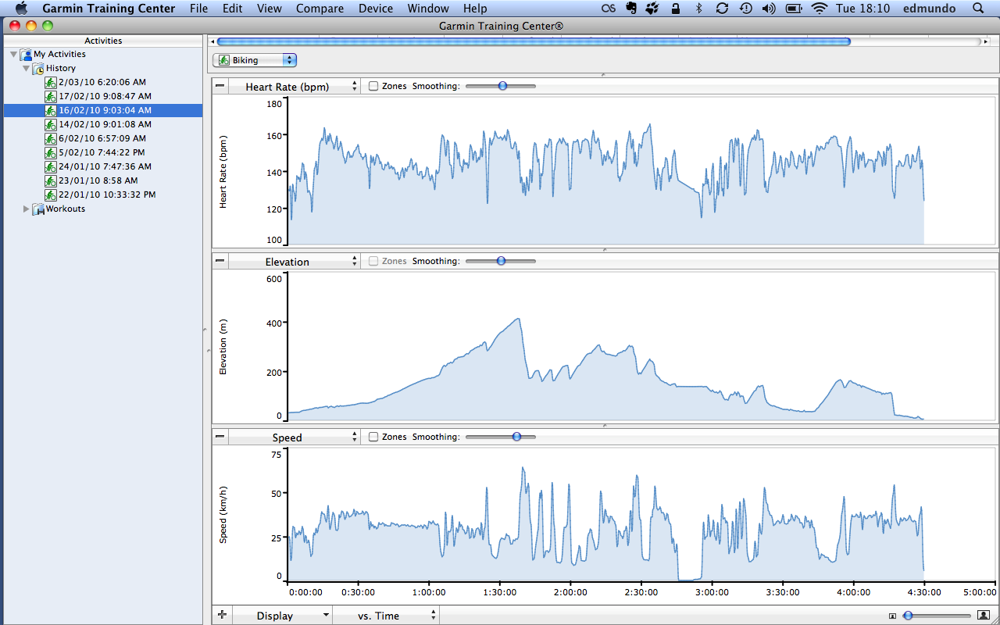 Garmin Training Center File Edit View Compare Device Window Help Tue 18:10 edmundo
Garmin Training Center®
Activities
My Activities
History
2/03/10 6:20:06 AM
17/02/10 9:08:47 AM
16/02/10 9:03:04 AM
14/02/10 9:01:08 AM
6/02/10 6:57:09 AM
5/02/10 7:44:22 PM
24/01/10 7:47:36 AM
23/01/10 8:58 AM
22/01/10 10:33:32 PM
Workouts
Biking
Heart Rate (bpm) Zones Smoothing:
Heart Rate (bpm)
180
160
140
120
100
Elevation Zones Smoothing:
Elevation (m)
600
400
200
0
Speed Zones Smoothing:
Speed (km/h)
75
50
25
0
0:00:00 0:30:00 1:00:00 1:30:00 2:00:00 2:30:00 3:00:00 3:30:00 4:00:00 4:30:00 5:00:00
Display vs. Time